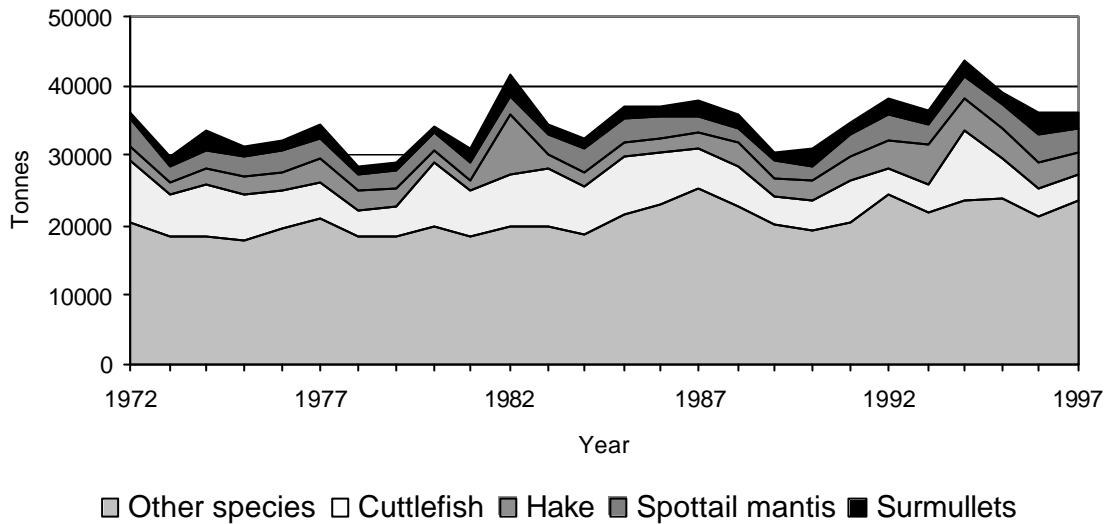 50000
40000
30000
20000
10000
0
Tonnes
1972 1977 1982 1987 1992 1997
Year
Other species Cuttlefish Hake Spottail mantis Surmullets